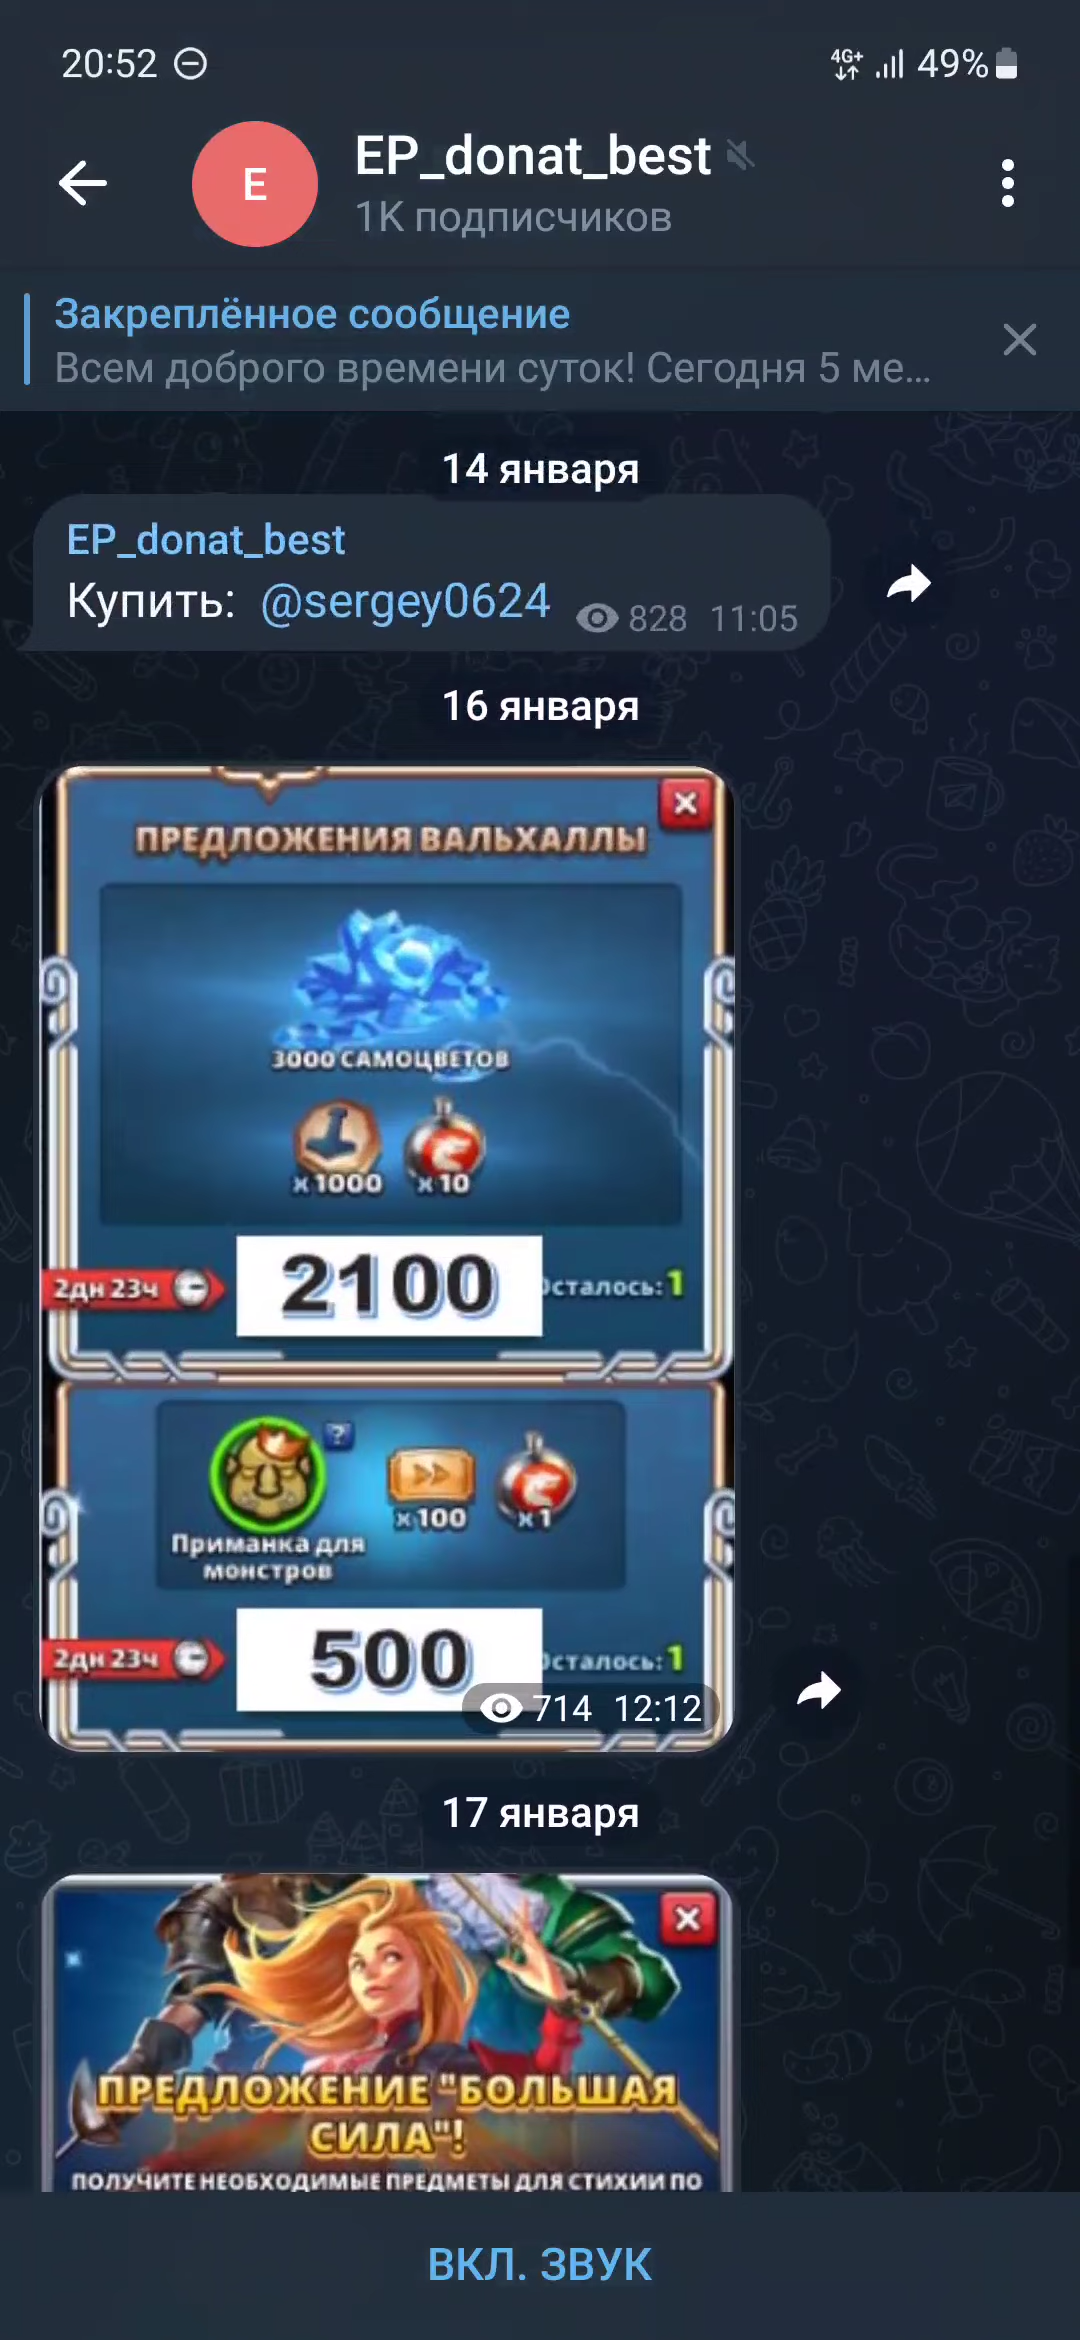 20:52 4G+ 49%
E
EP_donat_best
1K подписчиков
Закреплённое сообщение
Всем доброго времени суток! Сегодня 5 ме...
14 января
EP_donat_best
Купить: @sergey0624 828 11:05
16 января
ПРЕДЛОЖЕНИЯ ВАЛЬХАЛЛЫ
3000 САМОЦВЕТОВ
x1000 x10
2дн 23ч 2100 Осталось: 1
?
x100 x1
Приманка для
монстров
2дн 23ч 500 Осталось: 1
714 12:12
17 января
ПРЕДЛОЖЕНИЕ "БОЛЬШАЯ
СИЛА"!
ПОЛУЧИТЕ НЕОБХОДИМЫЕ ПРЕДМЕТЫ ДЛЯ СТИХИИ ПО
ВКЛ. ЗВУК